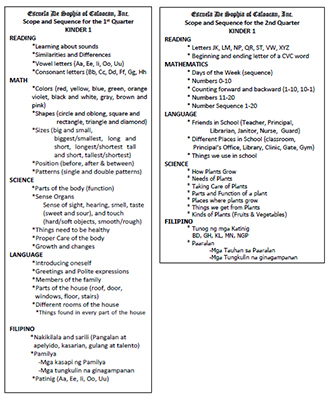 Escuela De Sophia of Caloocan, Inc.
Scope and Sequence for the 1st Quarter
KINDER 1
READING
*Learning about sounds
*Similarities and Differences
*Vowel letters (Aa, Ee, Ii, Oo, Uu)
*Consonant letters (Bb, Cc, Dd, Ff, Gg, Hh
MATH
*Colors (red, yellow, blue, green, orange
violet, black and white, gray, brown and
pink)
*Shapes (circle and oblong, square and
rectangle, triangle and diamond)
*Sizes (big and small,
biggest/smallest, long and
short, longest/shortest tall
and short, tallest/shortest)
*Position (before, after & between)
*Patterns (single and double patterns)
SCIENCE
*Parts of the body (function)
*Sense Organs
Sense of sight, hearing, smell, taste
(sweet and sour), and touch
(hard/soft objects, smooth/rough)
*Things need to be healthy
*Proper Care of the body
*Growth and changes
LANGUAGE
*Introducing oneself
*Greetings and Polite expressions
*Members of the family
*Parts of the house (roof, door,
windows, floor, stairs)
*Different rooms of the house
*Things found in every part of the house
FILIPINO
*Nakikilala and sarili (Pangalan at
apelyido, kasarian, gulang at talento)
*Pamilya
-Mga kasapi ng Pamilya
-Mga tungkulin na ginagampanan
*Patinig (Aa, Ee, Ii, Oo, Uu)
Escuela De Sophia of Caloocan, Inc.
Scope and Sequence for the 2nd Quarter
KINDER 1
READING
* Letters JK, LM, NP, QR, ST, VW, XYZ
* Beginning and ending letter of a CVC word
MATHEMATICS
* Days of the Week (sequence)
* Numbers 0-10
* Counting forward and backward (1-10, 10-1)
* Numbers 11-20
* Number Sequence 1-20
LANGUAGE
* Friends in School (Teacher, Principal,
Librarian, Janitor, Nurse, Guard)
* Different Places in School (classroom,
Principal's Office, Library, Clinic, Gate, Gym)
* Things we use in school
SCIENCE
* How Plants Grow
* Needs of Plants
* Taking Care of Plants
* Parts and Function of a plant
* Places where plants grow
* Things we get from Plants
* Kinds of Plants (Fruits & Vegetables)
FILIPINO
* Tunog ng mga Katinig
BD, GH, KL, MN, NGP
* Paaralan
-Mga Tauhan sa Paaralan
-Mga Tungkulin na ginagampanan